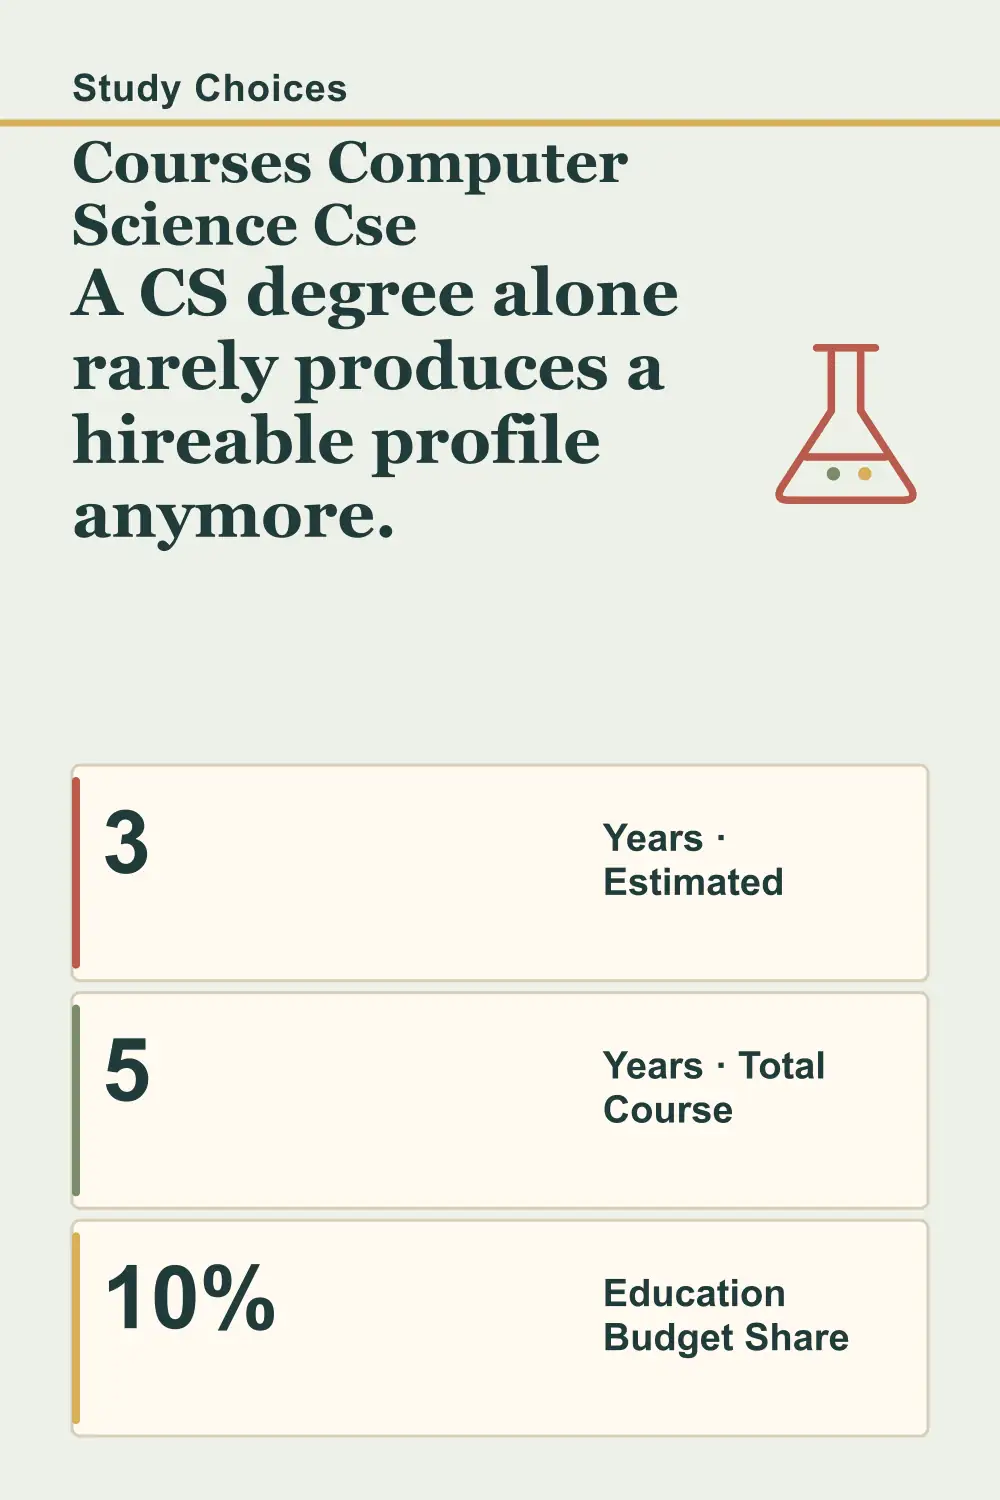 Study Choices
Courses Computer
Science Cse
A CS degree alone
rarely produces a
hireable profile
anymore.
3
Years ·
Estimated
5
Years · Total
Course
10%
Education
Budget Share